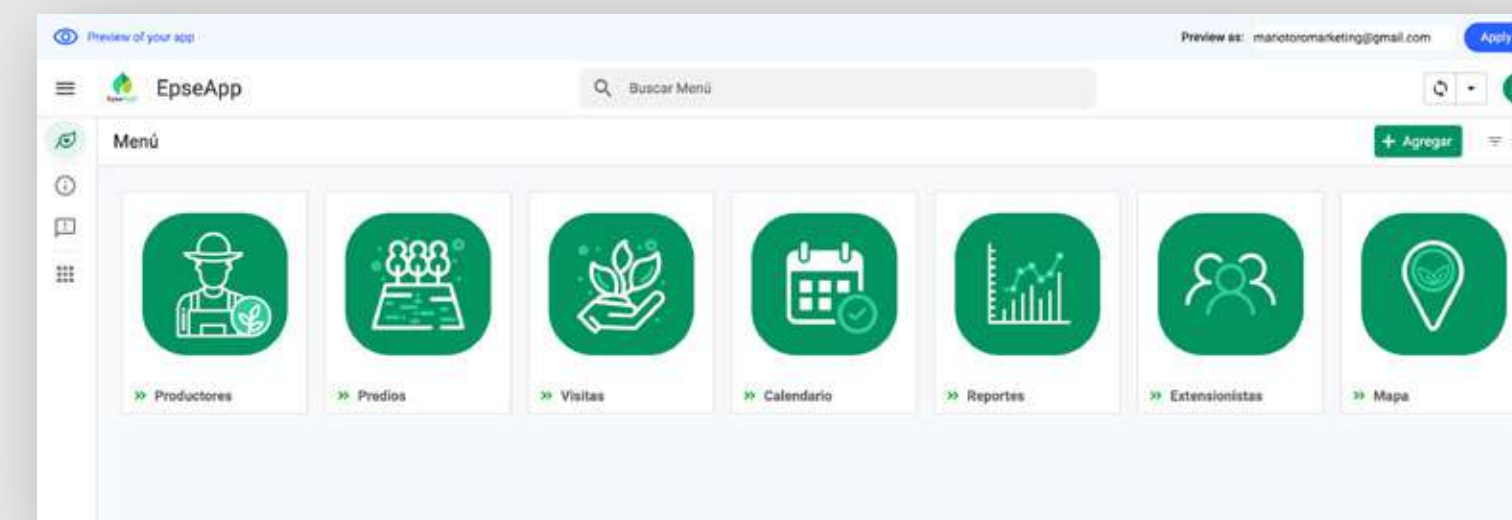 Preview of your app
Preview as: mariotoromarketing@gmail.com Apply
EpseApp
Buscar Menú
Menú
+ Agregar
» Productores
» Predios
» Visitas
» Calendario
» Reportes
» Extensionistas
» Mapa